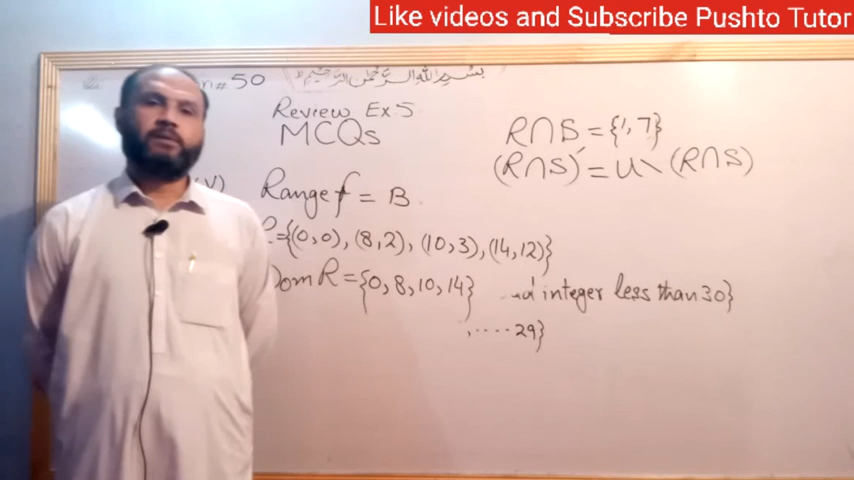 Like videos and Subscribe Pushto Tutor
n#50
بسم الله الرحمن الرحيم
Review Ex 5
MCQs
R∩S = {1,7}
(R∩S)′ = U \ (R∩S)
Range f = B
={(0,0), (8,2), (10,3), (14,12)}
Dom R = {0,8,10,14}
integer less than 30}
,....29}